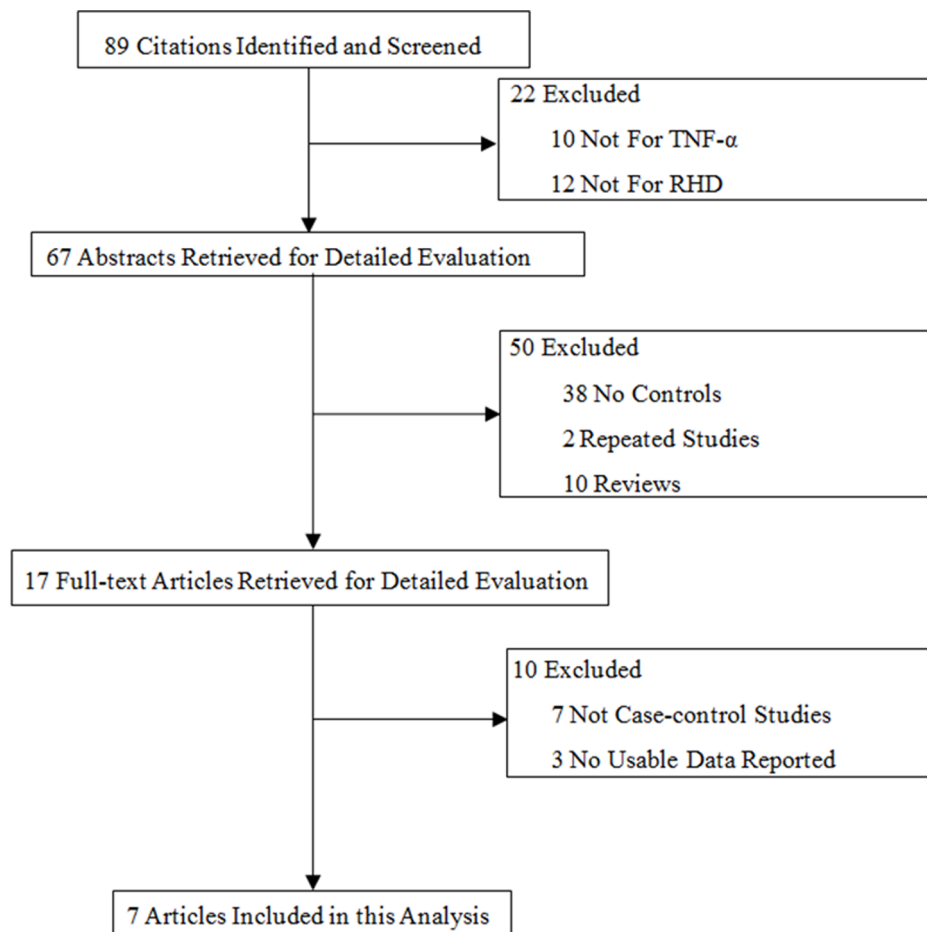 89 Citations Identified and Screened
22 Excluded
10 Not For TNF-α
12 Not For RHD
67 Abstracts Retrieved for Detailed Evaluation
50 Excluded
38 No Controls
2 Repeated Studies
10 Reviews
17 Full-text Articles Retrieved for Detailed Evaluation
10 Excluded
7 Not Case-control Studies
3 No Usable Data Reported
7 Articles Included in this Analysis